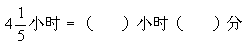 4 1/5 小时 = (    ) 小时 (    ) 分